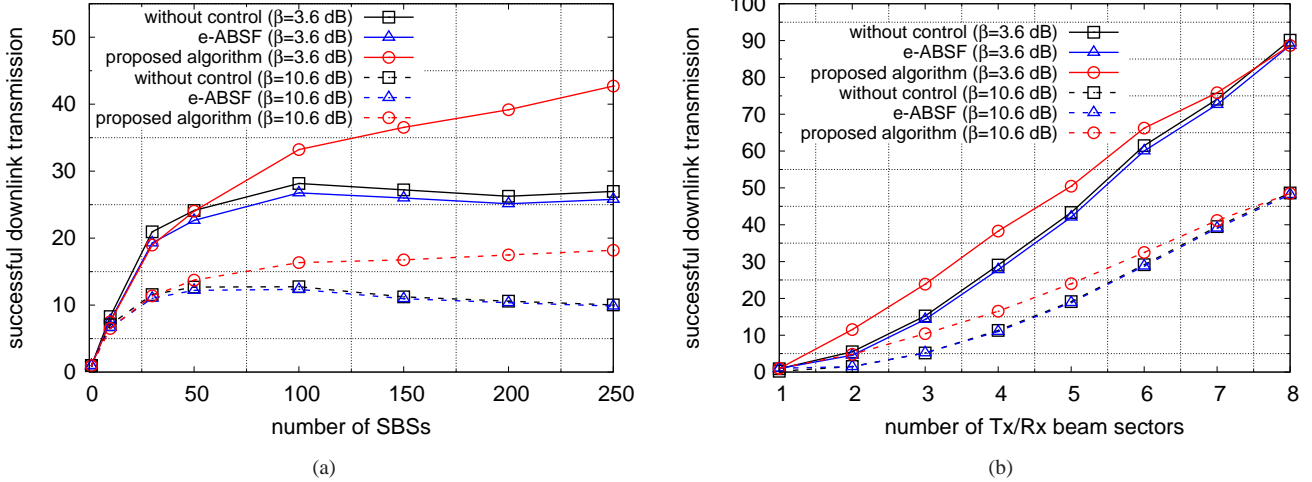 without control (β=3.6 dB)
e-ABSF (β=3.6 dB)
proposed algorithm (β=3.6 dB)
without control (β=10.6 dB)
e-ABSF (β=10.6 dB)
proposed algorithm (β=10.6 dB)
successful downlink transmission
50
40
30
20
10
0
0 50 100 150 200 250
number of SBSs
(a)
without control (β=3.6 dB)
e-ABSF (β=3.6 dB)
proposed algorithm (β=3.6 dB)
without control (β=10.6 dB)
e-ABSF (β=10.6 dB)
proposed algorithm (β=10.6 dB)
successful downlink transmission
100
90
80
70
60
50
40
30
20
10
0
1 2 3 4 5 6 7 8
number of Tx/Rx beam sectors
(b)